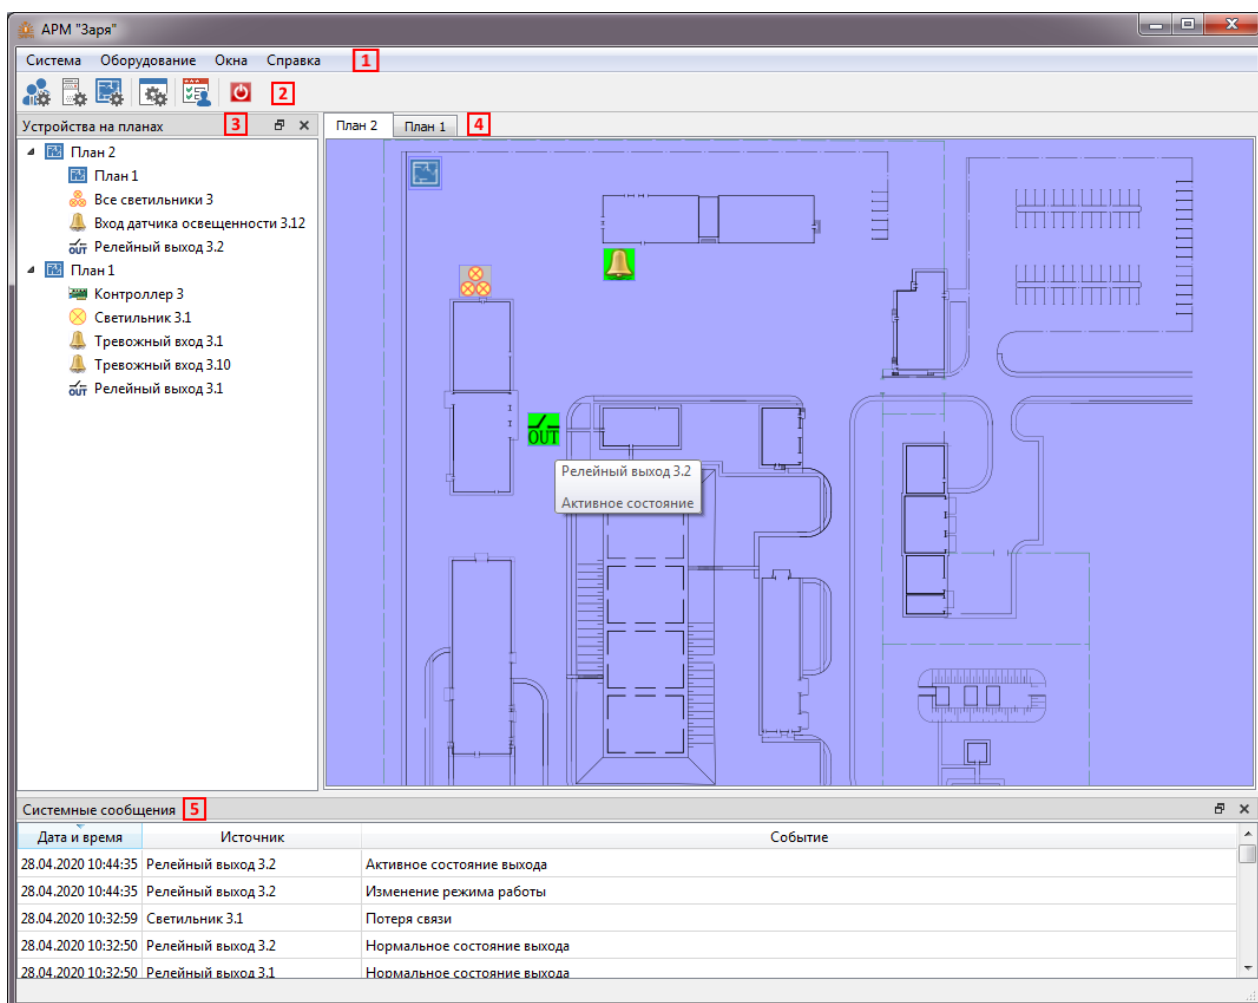 АРМ "Заря"
Система Оборудование Окна Справка 1
2
Устройства на планах 3
План 2 План 1 4
План 2
План 1
Все светильники 3
Вход датчика освещенности 3.12
OUT Релейный выход 3.2
План 1
Контроллер 3
Светильник 3.1
Тревожный вход 3.1
Тревожный вход 3.10
OUT Релейный выход 3.1
OUT
Релейный выход 3.2
Активное состояние
Системные сообщения 5
Дата и время Источник Событие
28.04.2020 10:44:35 Релейный выход 3.2 Активное состояние выхода
28.04.2020 10:44:35 Релейный выход 3.2 Изменение режима работы
28.04.2020 10:32:59 Светильник 3.1 Потеря связи
28.04.2020 10:32:50 Релейный выход 3.2 Нормальное состояние выхода
28.04.2020 10:32:50 Релейный выход 3.1 Нормальное состояние выхода